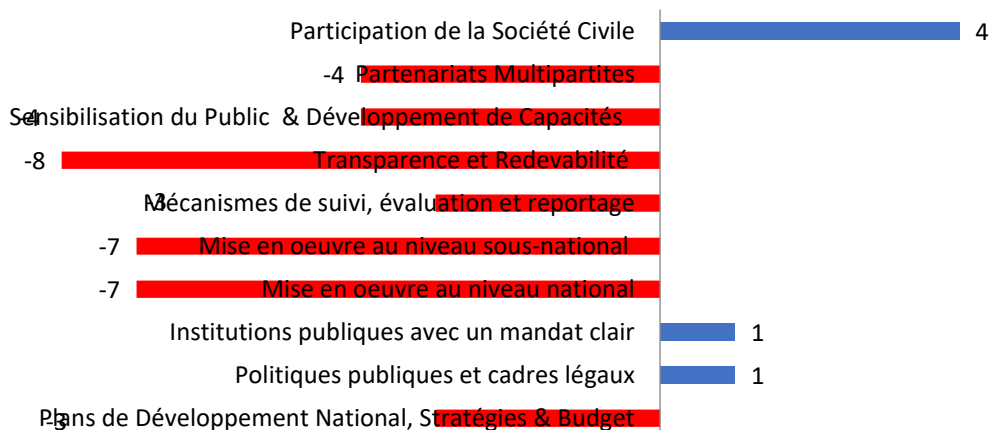 Participation de la Société Civile 4
-4 Partenariats Multipartites
-4 Sensibilisation du Public & Développement de Capacités
-8 Transparence et Redevabilité
-3 Mécanismes de suivi, évaluation et reportage
-7 Mise en oeuvre au niveau sous-national
-7 Mise en oeuvre au niveau national
Institutions publiques avec un mandat clair 1
Politiques publiques et cadres légaux 1
-3 Plans de Développement National, Stratégies & Budget